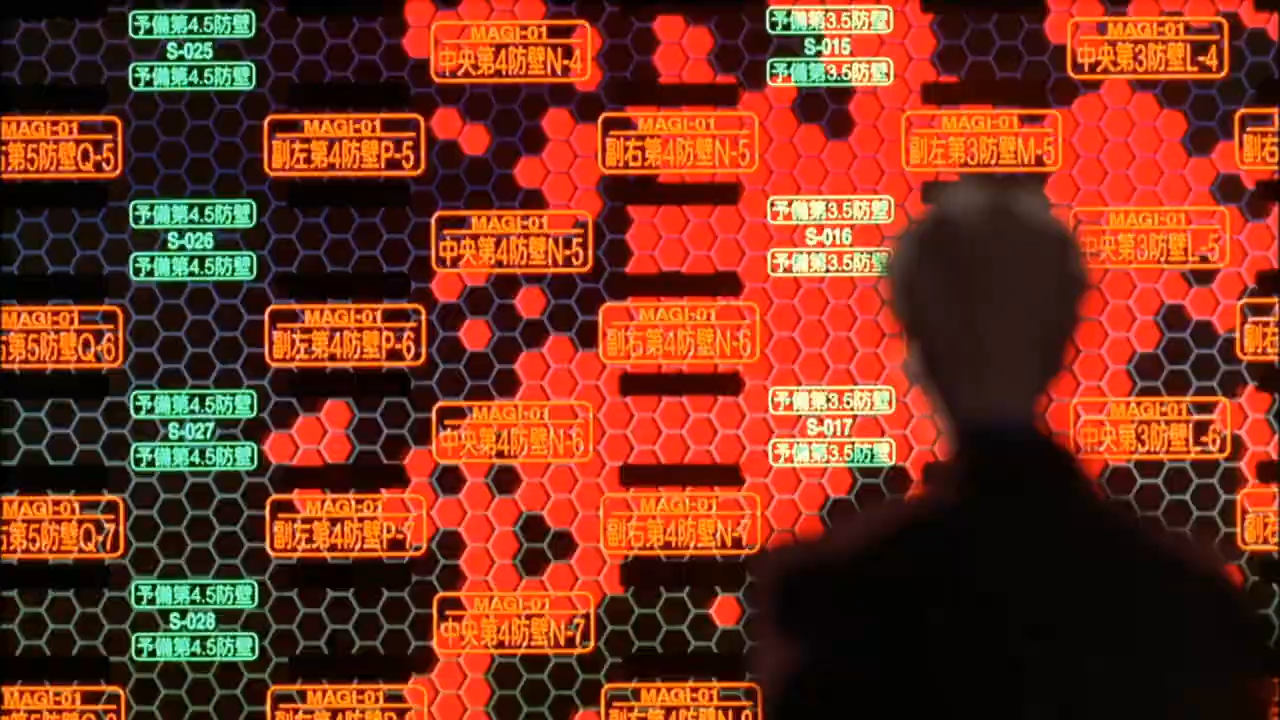 予備第4.5防壁
S-025
予備第4.5防壁
MAGI-01
中央第4防壁N-4
予備第3.5防壁
S-015
予備第3.5防壁
MAGI-01
中央第3防壁L-4
MAGI-01
第5防壁Q-5
MAGI-01
副左第4防壁P-5
MAGI-01
副右第4防壁N-5
MAGI-01
副左第3防壁M-5
副右
予備第4.5防壁
S-026
予備第4.5防壁
MAGI-01
中央第4防壁N-5
予備第3.5防壁
S-016
予備第3.5防壁
MAGI-01
中央第3防壁L-5
MAGI-01
第5防壁Q-6
MAGI-01
副左第4防壁P-6
MAGI-01
副右第4防壁N-6
副右
予備第4.5防壁
S-027
予備第4.5防壁
MAGI-01
中央第4防壁N-6
予備第3.5防壁
S-017
予備第3.5防壁
MAGI-01
中央第3防壁L-6
MAGI-01
第5防壁Q-7
MAGI-01
副左第4防壁P-7
MAGI-01
副右第4防壁N-7
副右
予備第4.5防壁
S-028
予備第4.5防壁
MAGI-01
中央第4防壁N-7
MAGI-01
MAGI-01
MAGI-01